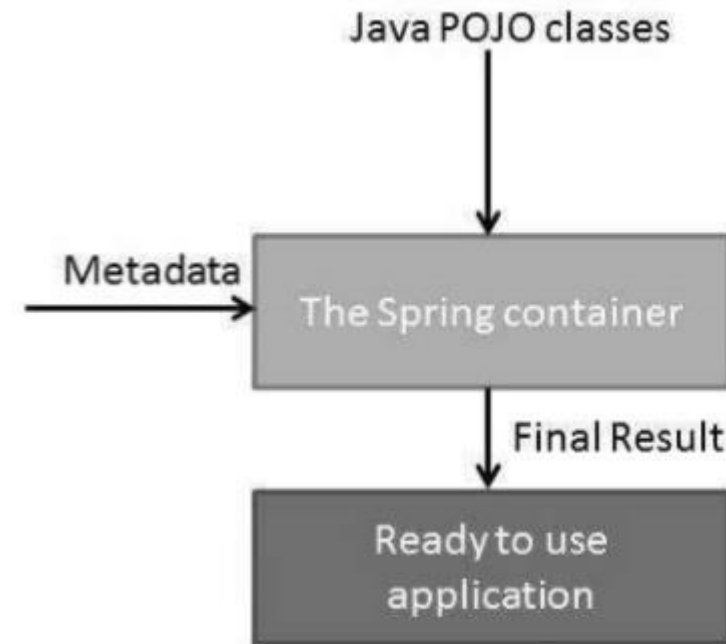 Java POJO classes
Metadata
The Spring container
Final Result
Ready to use
application